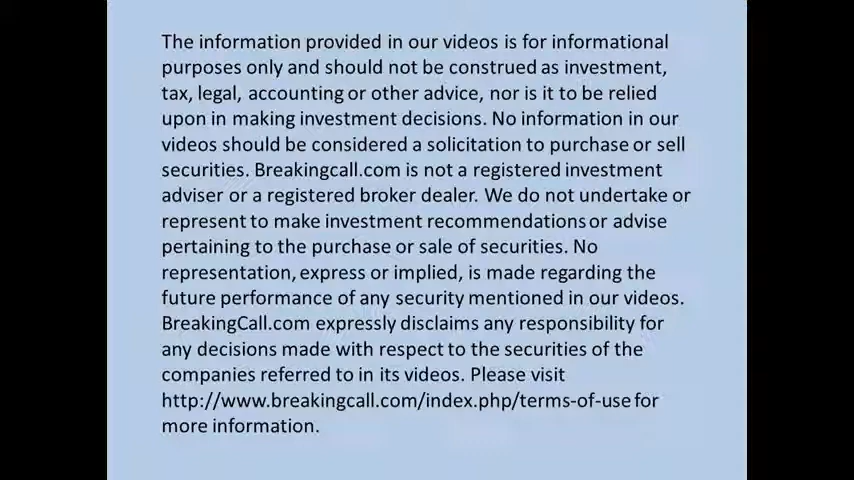 The information provided in our videos is for informational
purposes only and should not be construed as investment,
tax, legal, accounting or other advice, nor is it to be relied
upon in making investment decisions. No information in our
videos should be considered a solicitation to purchase or sell
securities. Breakingcall.com is not a registered investment
adviser or a registered broker dealer. We do not undertake or
represent to make investment recommendations or advise
pertaining to the purchase or sale of securities. No
representation, express or implied, is made regarding the
future performance of any security mentioned in our videos.
BreakingCall.com expressly disclaims any responsibility for
any decisions made with respect to the securities of the
companies referred to in its videos. Please visit
http://www.breakingcall.com/index.php/terms-of-use for
more information.